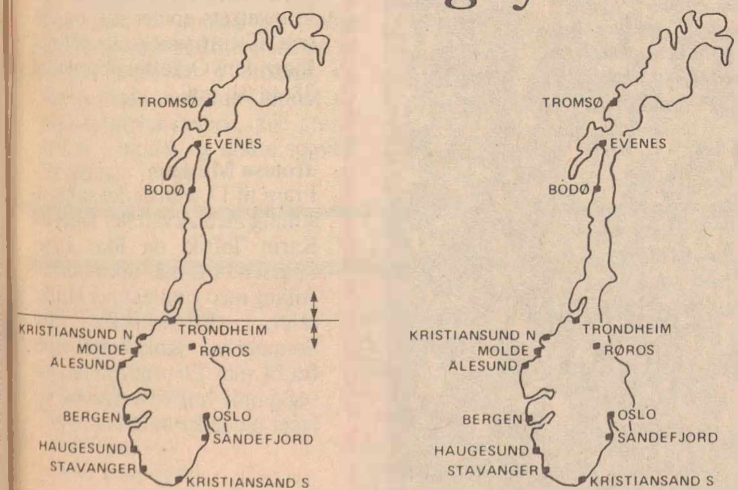 TROMSØ
EVENES
BODØ
KRISTIANSUND N
TRONDHEIM
MOLDE
RØROS
ÅLESUND
BERGEN
OSLO
SANDEFJORD
HAUGESUND
STAVANGER
KRISTIANSAND S
TROMSØ
EVENES
BODØ
KRISTIANSUND N
TRONDHEIM
MOLDE
RØROS
ÅLESUND
BERGEN
OSLO
SANDEFJORD
HAUGESUND
STAVANGER
KRISTIANSAND S